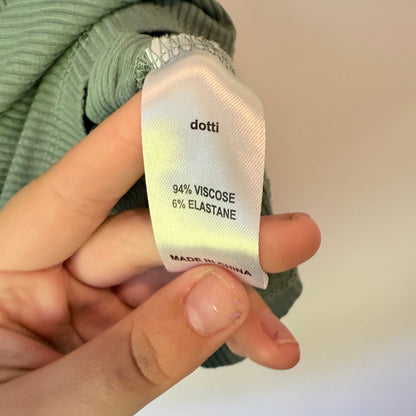 dotti
94% VISCOSE
6% ELASTANE
MADE IN CHINA